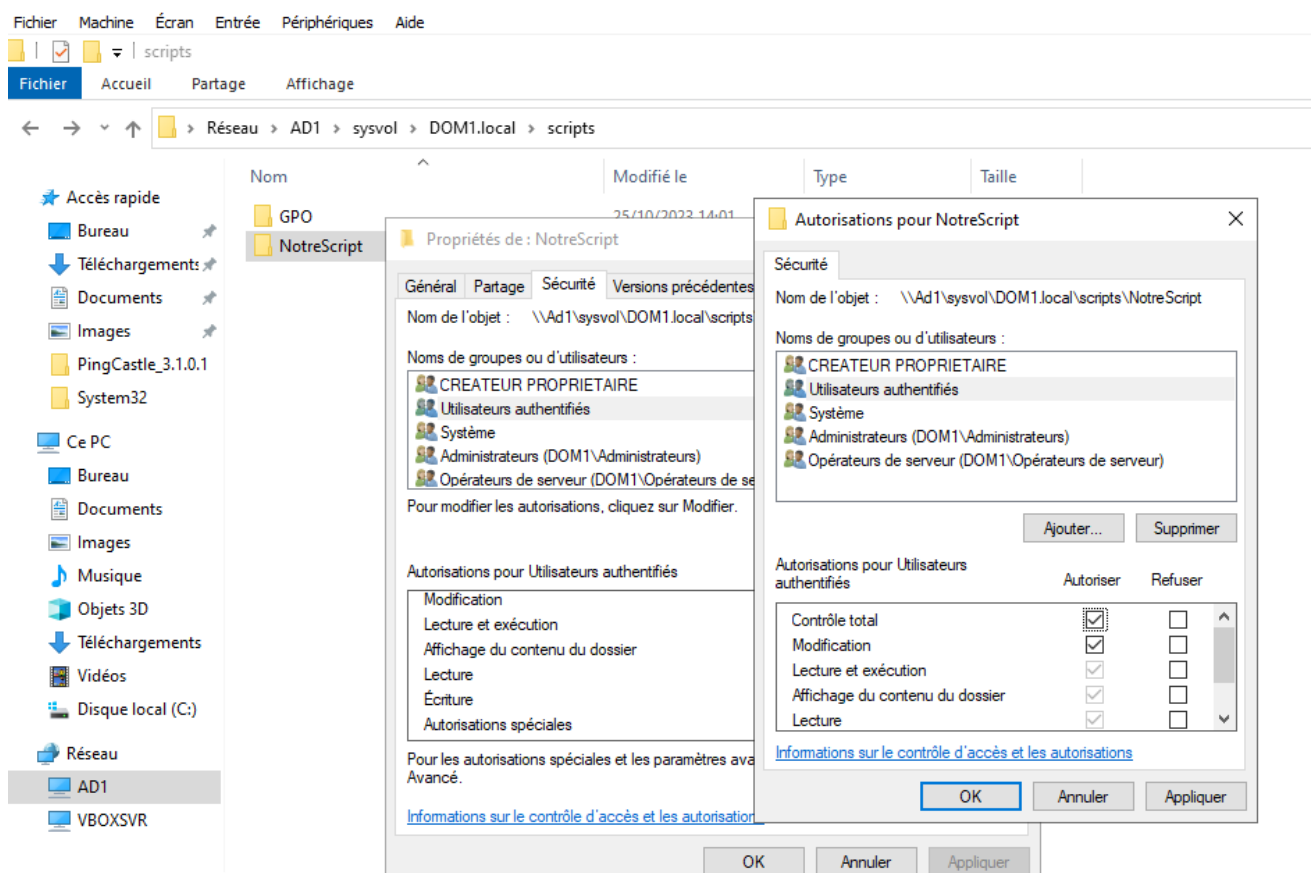 Fichier Machine Écran Entrée Périphériques Aide
scripts
Fichier Accueil Partage Affichage
Réseau > AD1 > sysvol > DOM1.local > scripts
Nom Modifié le Type Taille
Accès rapide
Bureau
Téléchargements
Documents
Images
PingCastle_3.1.0.1
System32
Ce PC
Bureau
Documents
Images
Musique
Objets 3D
Téléchargements
Vidéos
Disque local (C:)
Réseau
AD1
VBOXSVR
GPO 25/10/2023 14:01
NotreScript
Propriétés de : NotreScript
Général Partage Sécurité Versions précédentes
Nom de l'objet : \\Ad1\sysvol\DOM1.local\scripts
Noms de groupes ou d'utilisateurs :
CREATEUR PROPRIETAIRE
Utilisateurs authentifiés
Système
Administrateurs (DOM1\Administrateurs)
Opérateurs de serveur (DOM1\Opérateurs de se
Pour modifier les autorisations, cliquez sur Modifier.
Autorisations pour Utilisateurs authentifiés
Modification
Lecture et exécution
Affichage du contenu du dossier
Lecture
Écriture
Autorisations spéciales
Pour les autorisations spéciales et les paramètres ava
Avancé.
Informations sur le contrôle d'accès et les autorisation
OK Annuler Appliquer
Autorisations pour NotreScript
Sécurité
Nom de l'objet : \\Ad1\sysvol\DOM1.local\scripts\NotreScript
Noms de groupes ou d'utilisateurs :
CREATEUR PROPRIETAIRE
Utilisateurs authentifiés
Système
Administrateurs (DOM1\Administrateurs)
Opérateurs de serveur (DOM1\Opérateurs de serveur)
Ajouter... Supprimer
Autorisations pour Utilisateurs
authentifiés Autoriser Refuser
Contrôle total
Modification
Lecture et exécution
Affichage du contenu du dossier
Lecture
Informations sur le contrôle d'accès et les autorisations
OK Annuler Appliquer